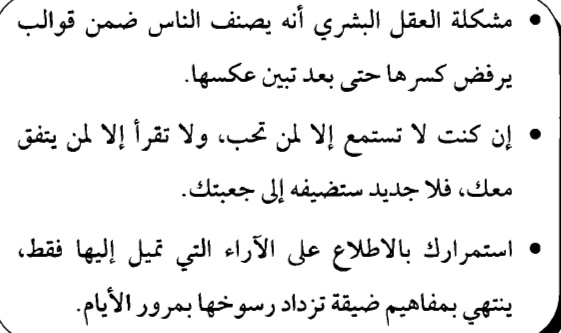 • مشكلة العقل البشري أنه يصنف الناس ضمن قوالب
يرفض كسرها حتى بعد تبين عكسها.
• إن كنت لا تستمع إلا لمن تحب، ولا تقرأ إلا لمن يتفق
معك، فلا جديد ستضيفه إلى جعبتك.
• استمرارك بالاطلاع على الآراء التي تميل إليها فقط،
ينتهي بمفاهيم ضيقة تزداد رسوخها بمرور الأيام.